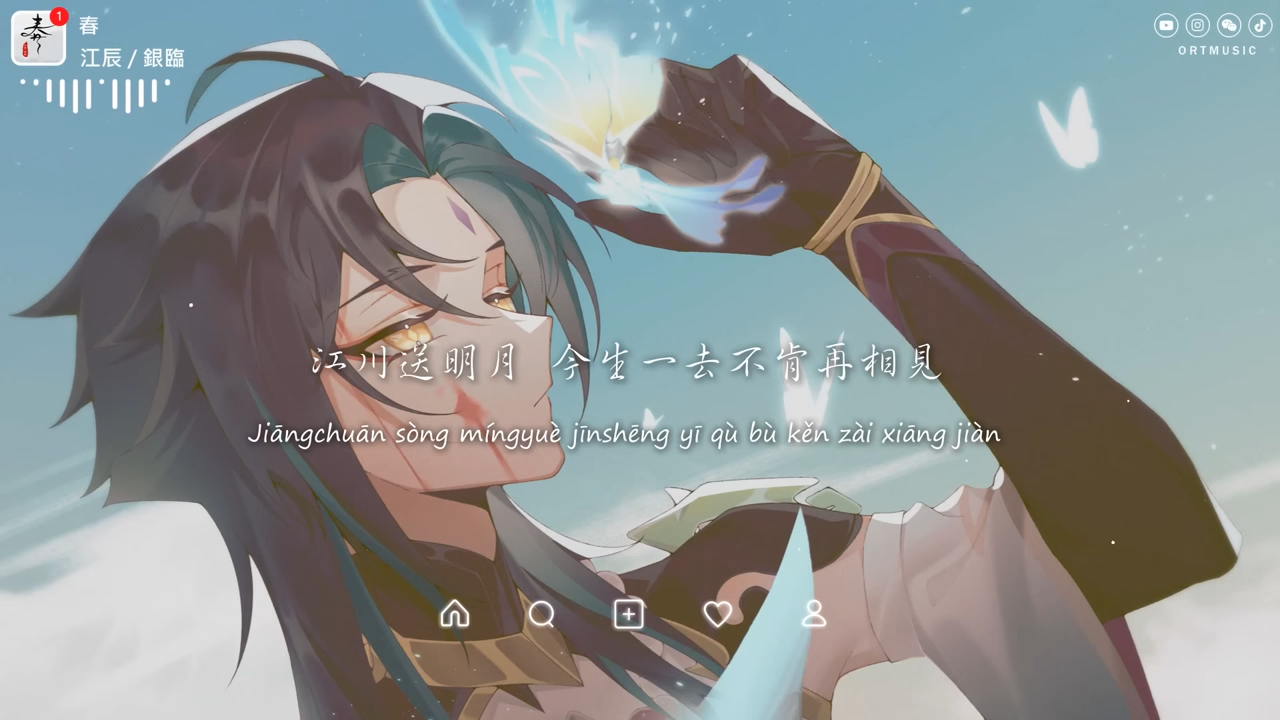 1
春
江辰 / 銀臨
ORTMUSIC
江川送明月 今生一去不肯再相見
Jiāngchuān sòng míngyuè jīnshēng yī qù bù kěn zài xiāng jiàn